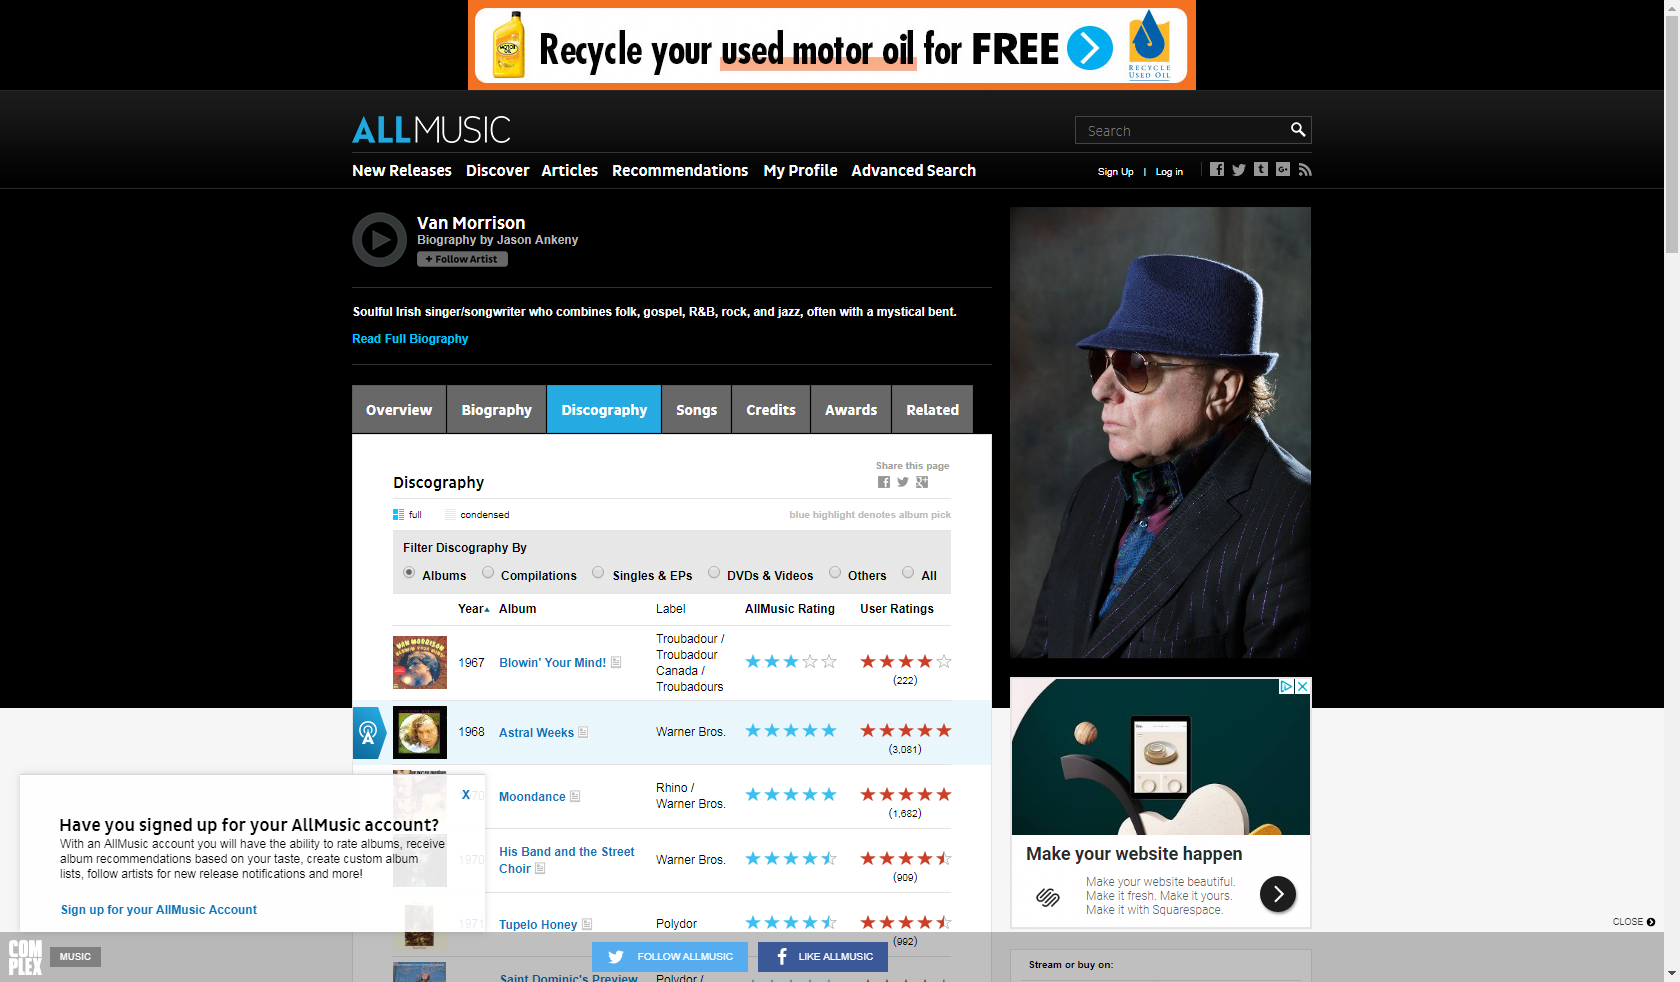 MOTOR OIL
Recycle your used motor oil for FREE
RECYCLE
USED OIL
ALLMUSIC
Search
New Releases Discover Articles Recommendations My Profile Advanced Search
Sign Up | Log in
Van Morrison
Biography by Jason Ankeny
+ Follow Artist
Soulful Irish singer/songwriter who combines folk, gospel, R&B, rock, and jazz, often with a mystical bent.
Read Full Biography
Overview Biography Discography Songs Credits Awards Related
Share this page
Discography
full condensed blue highlight denotes album pick
Filter Discography By
Albums Compilations Singles & EPs DVDs & Videos Others All
Year Album Label AllMusic Rating User Ratings
VAN MORRISON
BLOWIN' YOUR MIND!
1967 Blowin' Your Mind! Troubadour / Troubadour Canada / Troubadours (222)
1968 Astral Weeks Warner Bros. (3,081)
1970 Moondance Rhino / Warner Bros. (1,682)
1970 His Band and the Street Choir Warner Bros. (909)
1971 Tupelo Honey Polydor (992)
Saint Dominic's Preview Polydor /
X
Have you signed up for your AllMusic account?
With an AllMusic account you will have the ability to rate albums, receive
album recommendations based on your taste, create custom album
lists, follow artists for new release notifications and more!
Sign up for your AllMusic Account
Make your website happen
Make your website beautiful.
Make it fresh. Make it yours.
Make it with Squarespace.
CLOSE
COMPLEX
MUSIC
FOLLOW ALLMUSIC
LIKE ALLMUSIC
Stream or buy on: